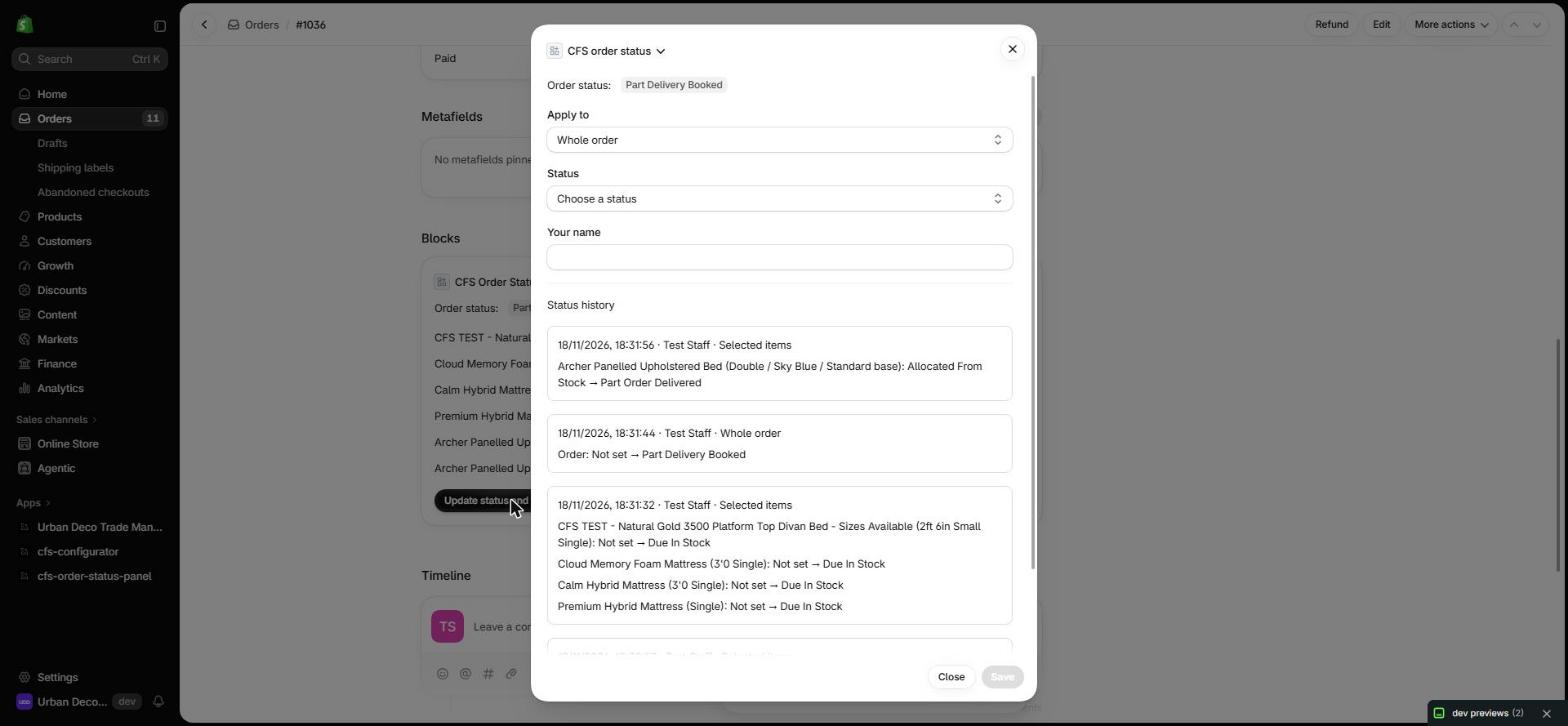 Search Ctrl K
Home
Orders 11
Drafts
Shipping labels
Abandoned checkouts
Products
Customers
Growth
Discounts
Content
Markets
Finance
Analytics
Sales channels
Online Store
Agentic
Apps
Urban Deco Trade Man...
cfs-configurator
cfs-order-status-panel
Settings
UDD Urban Deco... dev
Orders / #1036
Refund Edit More actions
Paid
Metafields
No metafields pinne
Blocks
CFS Order Statu
Order status: Part
CFS TEST - Natural
Cloud Memory Foam
Calm Hybrid Mattre
Premium Hybrid Ma
Archer Panelled Up
Archer Panelled Up
Update status and
Timeline
TS Leave a con
CFS order status
Order status: Part Delivery Booked
Apply to
Whole order
Status
Choose a status
Your name
Status history
18/11/2026, 18:31:56 · Test Staff · Selected items
Archer Panelled Upholstered Bed (Double / Sky Blue / Standard base): Allocated From
Stock → Part Order Delivered
18/11/2026, 18:31:44 · Test Staff · Whole order
Order: Not set → Part Delivery Booked
18/11/2026, 18:31:32 · Test Staff · Selected items
CFS TEST - Natural Gold 3500 Platform Top Divan Bed - Sizes Available (2ft 6in Small
Single): Not set → Due In Stock
Cloud Memory Foam Mattress (3'0 Single): Not set → Due In Stock
Calm Hybrid Mattress (3'0 Single): Not set → Due In Stock
Premium Hybrid Mattress (Single): Not set → Due In Stock
Close Save
dev previews (2)